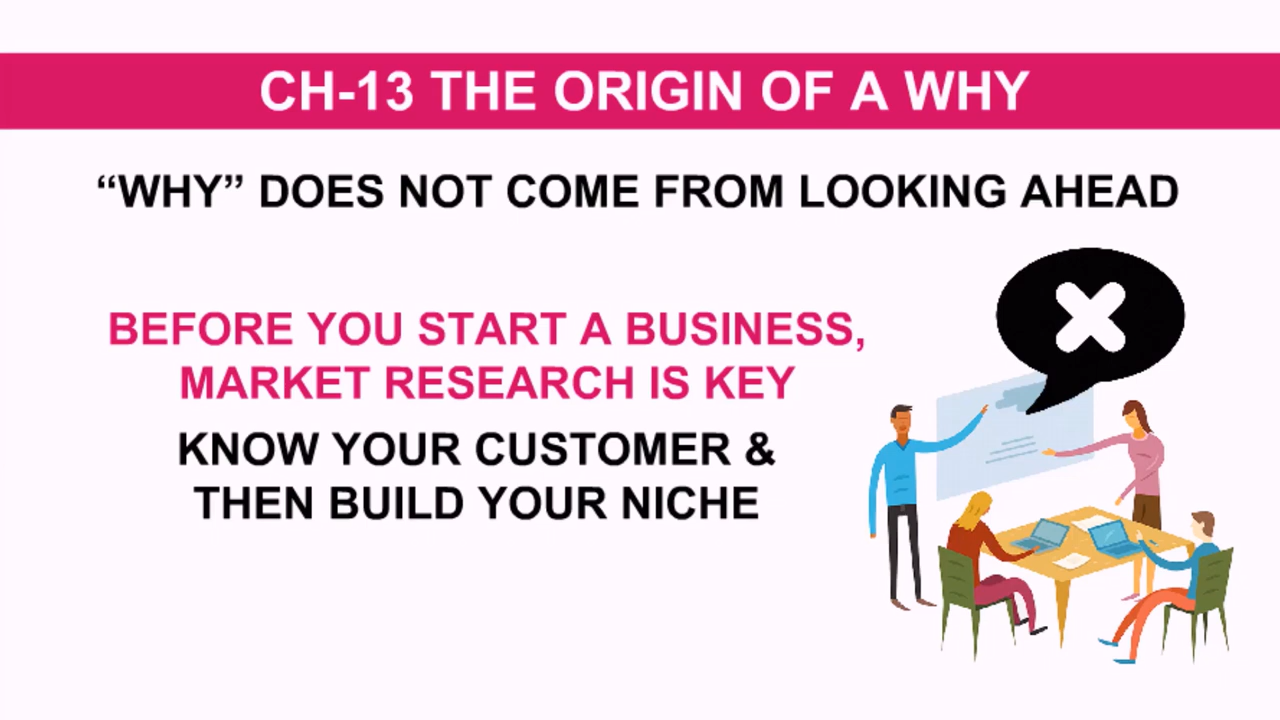 CH-13 THE ORIGIN OF A WHY
“WHY” DOES NOT COME FROM LOOKING AHEAD
BEFORE YOU START A BUSINESS,
MARKET RESEARCH IS KEY
KNOW YOUR CUSTOMER &
THEN BUILD YOUR NICHE